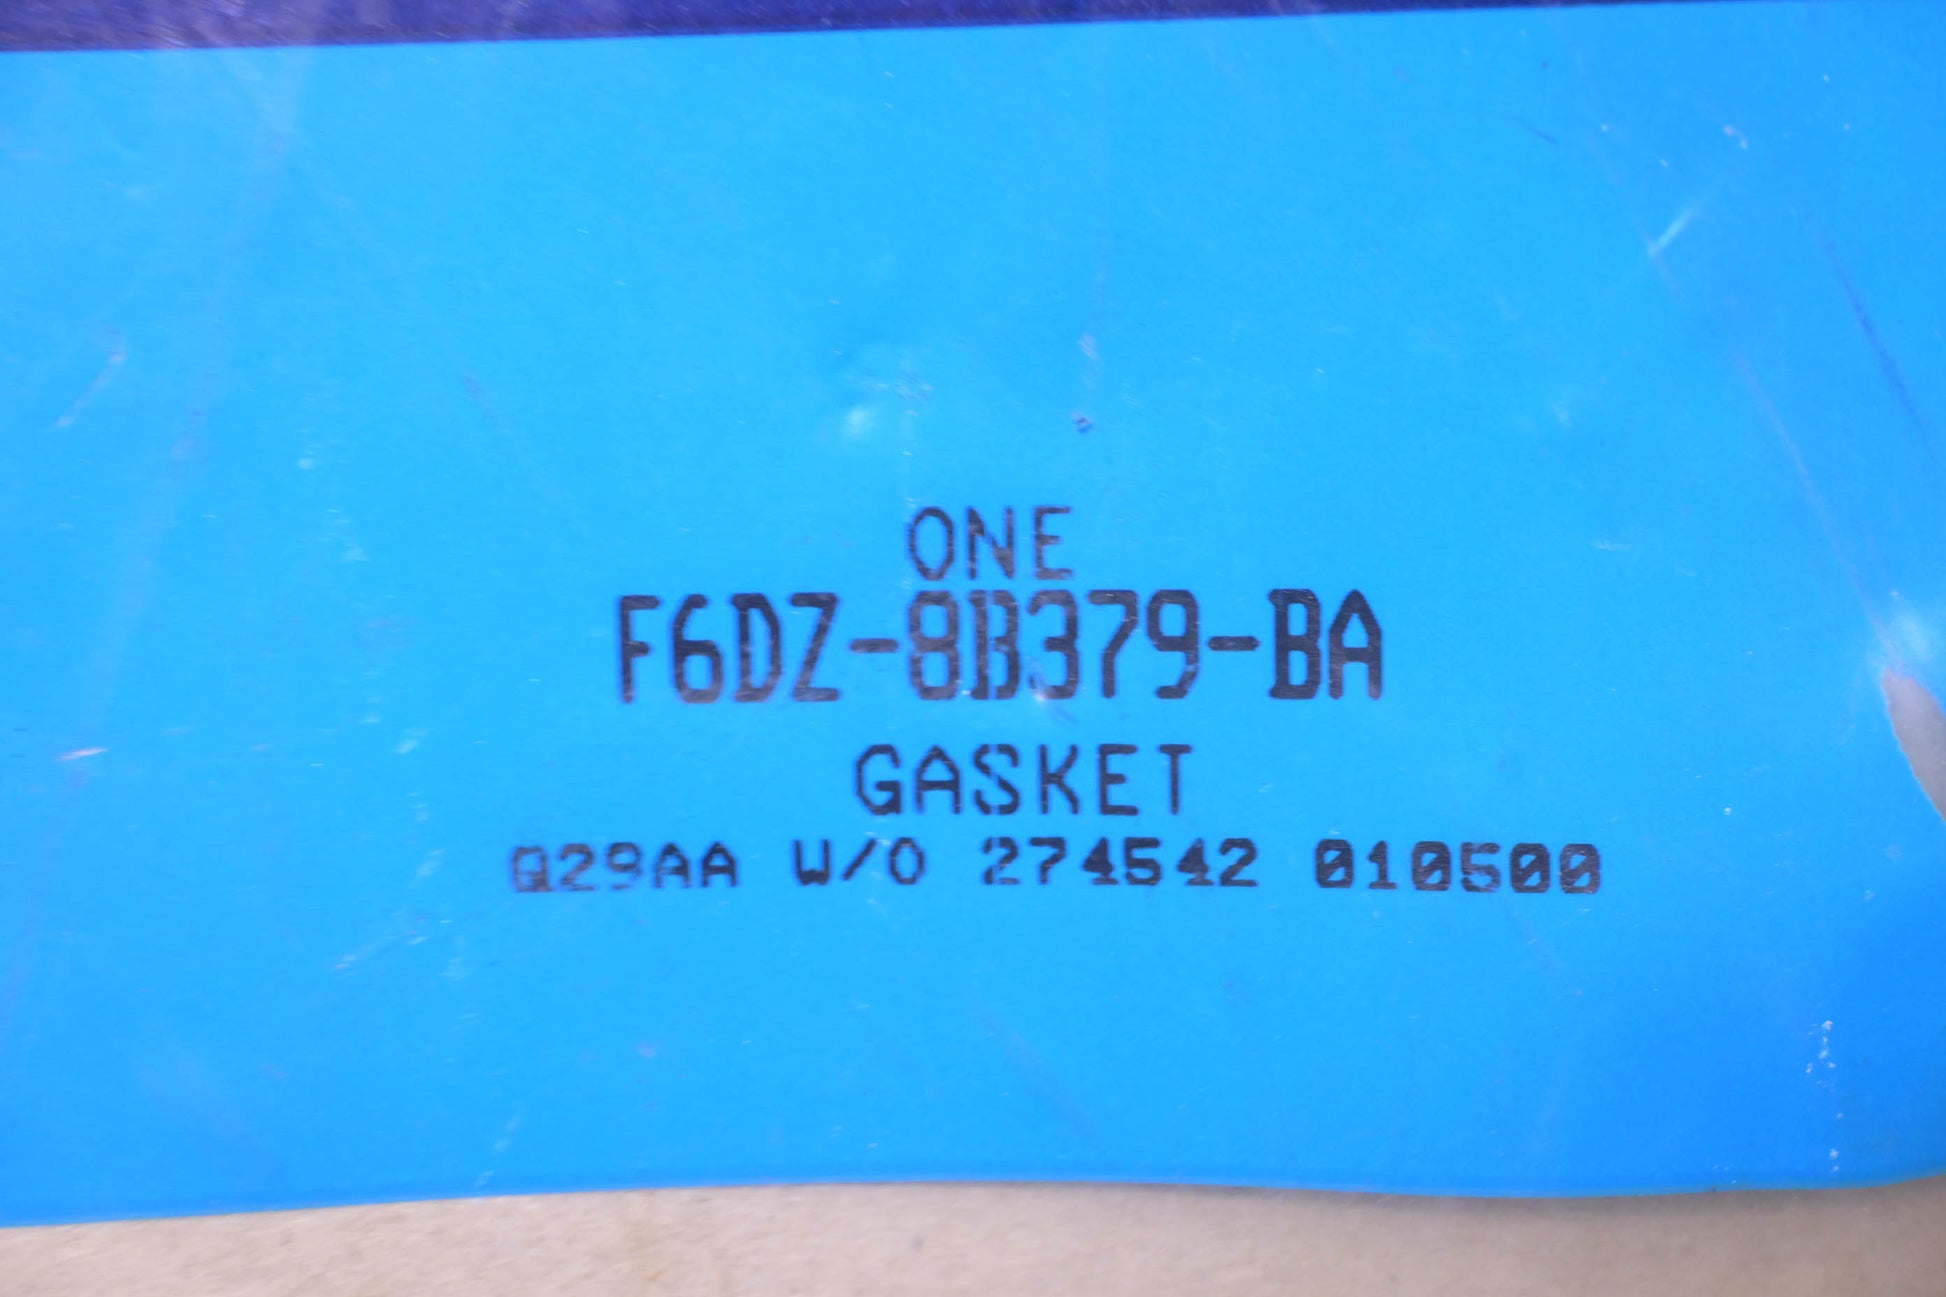 ONE
F6DZ-8B379-BA
GASKET
Q29AA W/O 274542 010500